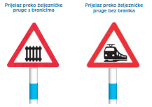 Prijelaz preko željezničke
pruge s branicima
Prijelaz preko željezničke
pruge bez branika